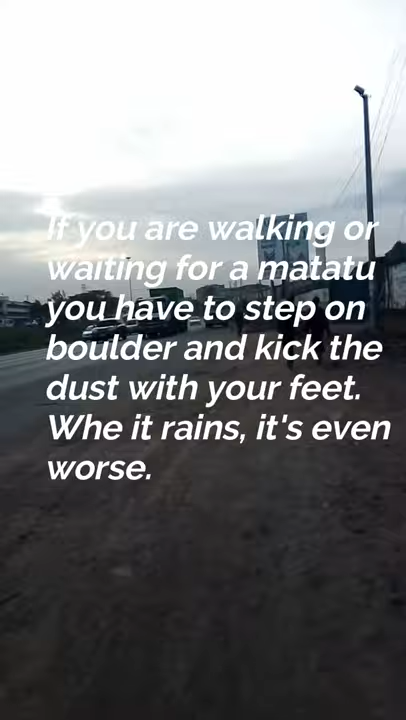 If you are walking or
waiting for a matatu
you have to step on
boulder and kick the
dust with your feet.
Whe it rains, it's even
worse.